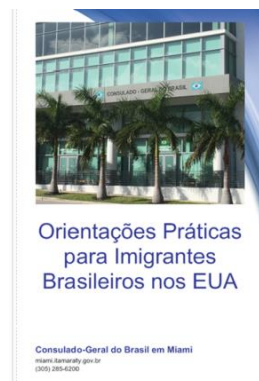 CONSULADO - GERAL DO BRASIL
Orientações Práticas
para Imigrantes
Brasileiros nos EUA
Consulado-Geral do Brasil em Miami
miami.itamaraty.gov.br
(305) 285-6200